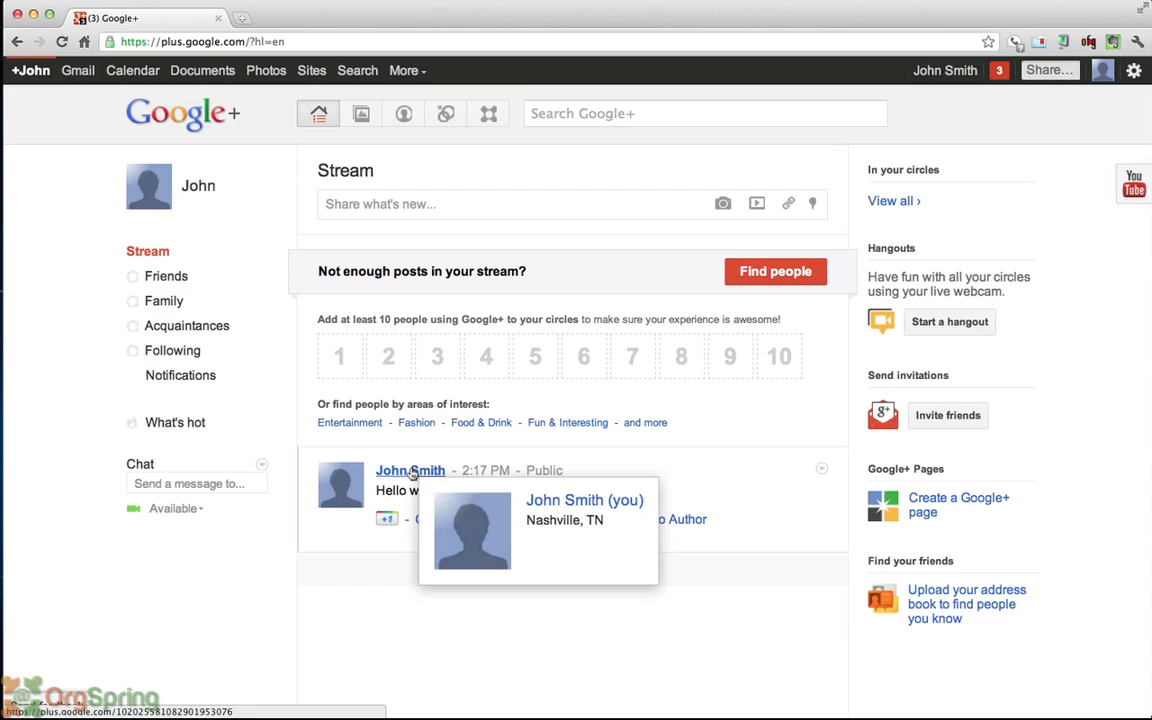 (3) Google+
https://plus.google.com/?hl=en
+John Gmail Calendar Documents Photos Sites Search More John Smith 3 Share...
Google+
Search Google+
John
Stream
Friends
Family
Acquaintances
Following
Notifications
What's hot
Chat
Send a message to...
Available
Stream
Share what's new...
Not enough posts in your stream?
Find people
Add at least 10 people using Google+ to your circles to make sure your experience is awesome!
1 2 3 4 5 6 7 8 9 10
Or find people by areas of interest:
Entertainment - Fashion - Food & Drink - Fun & Interesting - and more
John Smith - 2:17 PM - Public
Hello
+1 - Author
John Smith (you)
Nashville, TN
In your circles
View all ›
Hangouts
Have fun with all your circles
using your live webcam.
Start a hangout
Send invitations
g+
Invite friends
Google+ Pages
Create a Google+
page
Find your friends
Upload your address
book to find people
you know
You
Tube
ofg
OrgSpring
https://plus.google.com/102025581082901953076